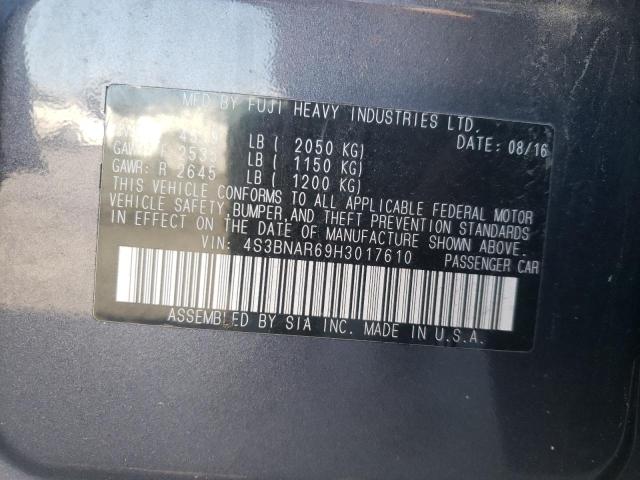 MFD BY FUJI HEAVY INDUSTRIES LTD.
DATE: 08/16
LB ( 2050 KG)
GAWR: F 2535 LB ( 1150 KG)
GAWR: R 2645 LB ( 1200 KG)
THIS VEHICLE CONFORMS TO ALL APPLICABLE FEDERAL MOTOR
VEHICLE SAFETY,BUMPER,AND THEFT PREVENTION STANDARDS
IN EFFECT ON THE DATE OF MANUFACTURE SHOWN ABOVE.
VIN: 4S3BNAR69H3017610 PASSENGER CAR
ASSEMBLED BY SIA INC. MADE IN U.S.A.